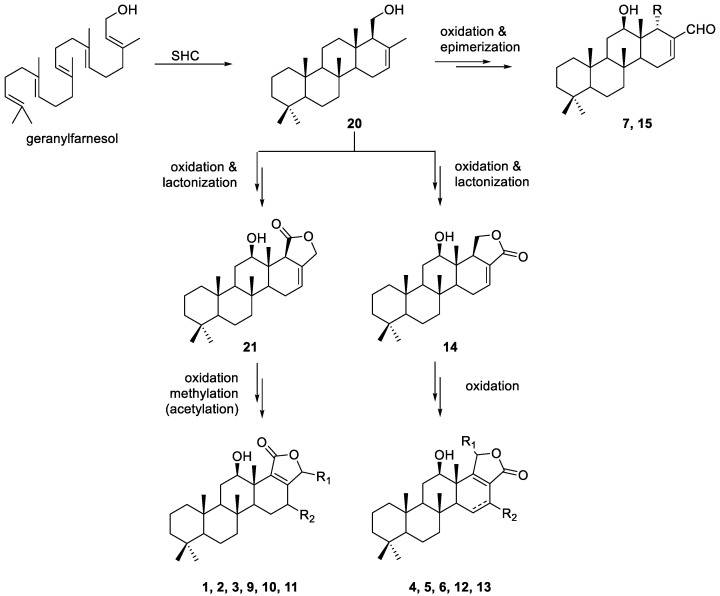 OH
SHC
geranylfarnesol
OH
20
oxidation &
epimerization
OH
R
CHO
7, 15
oxidation &
lactonization
oxidation &
lactonization
O
O
OH
21
OH
O
O
14
oxidation
methylation
(acetylation)
oxidation
O
O
OH
R1
R2
1, 2, 3, 9, 10, 11
R1
O
OH
O
R2
4, 5, 6, 12, 13